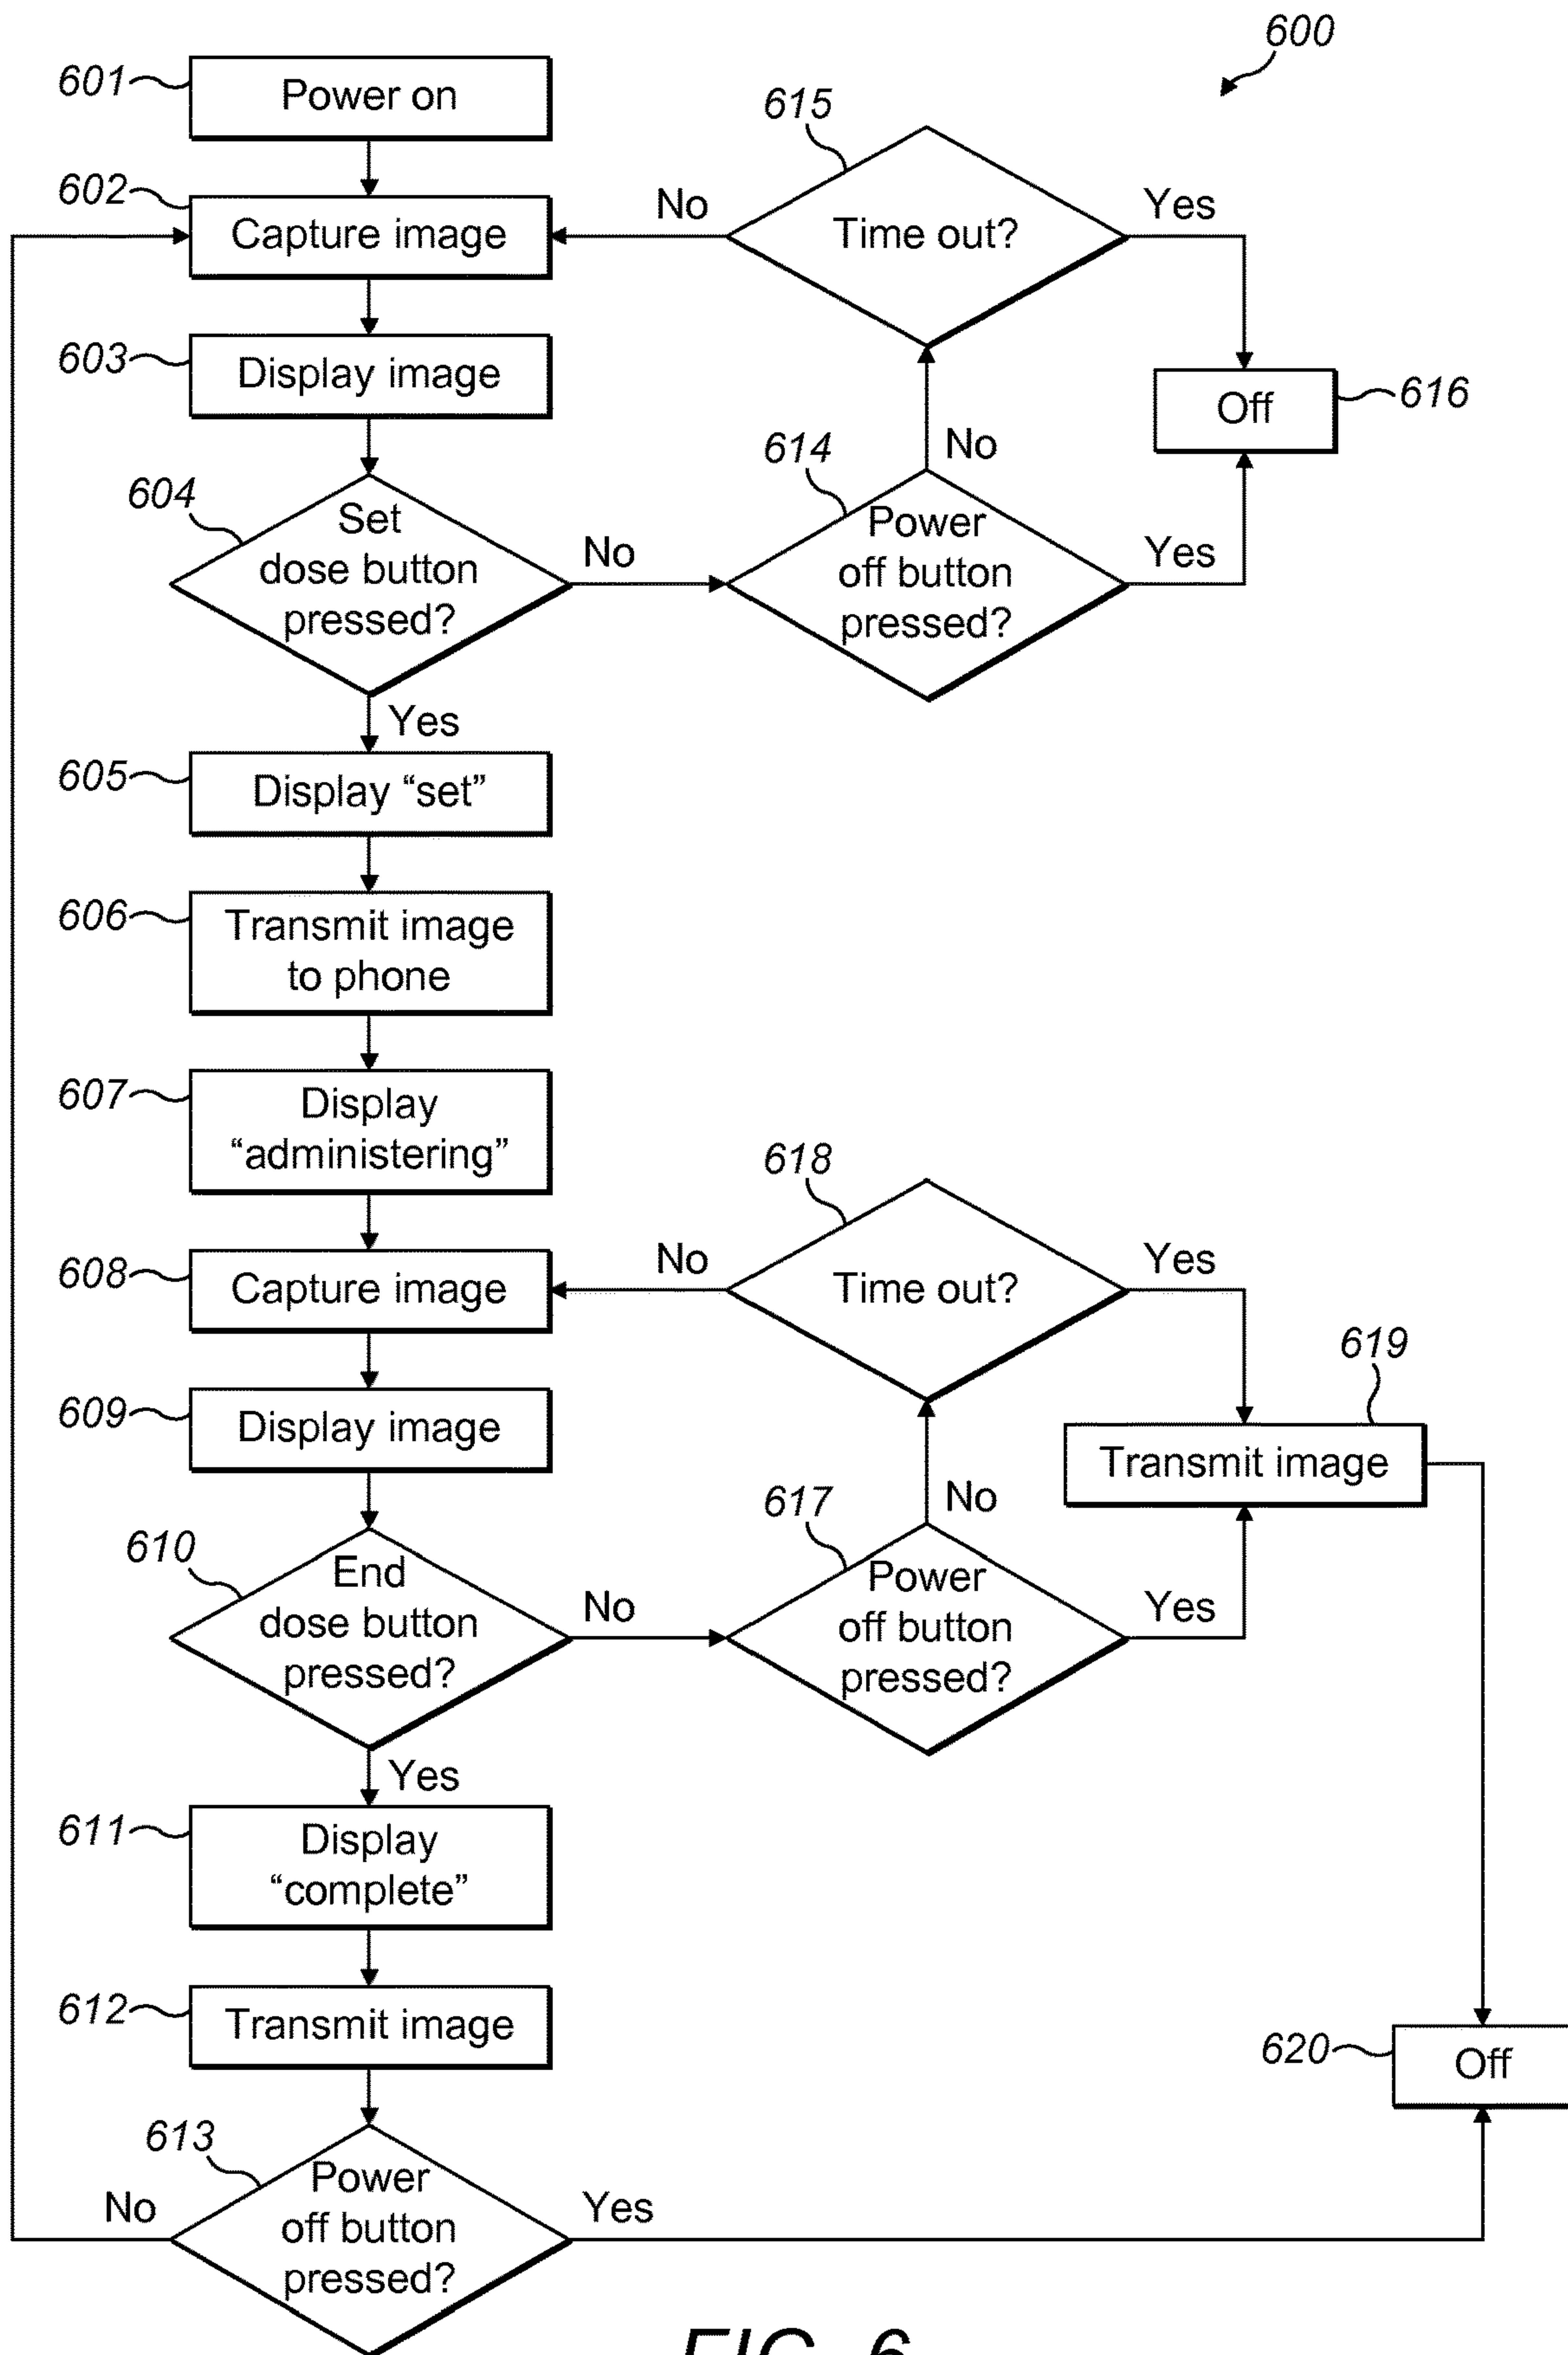 600
601
Power on
615
602
Capture image
No
Time out?
Yes
603
Display image
Off
616
604
Set
dose button
pressed?
No
614
No
Power
off button
pressed?
Yes
Yes
605
Display “set”
606
Transmit image
to phone
607
Display
“administering”
618
608
Capture image
No
Time out?
Yes
609
Display image
619
Transmit image
610
End
dose button
pressed?
No
617
No
Power
off button
pressed?
Yes
Yes
611
Display
“complete”
612
Transmit image
620
Off
613
No
Power
off button
pressed?
Yes
FIG. 6